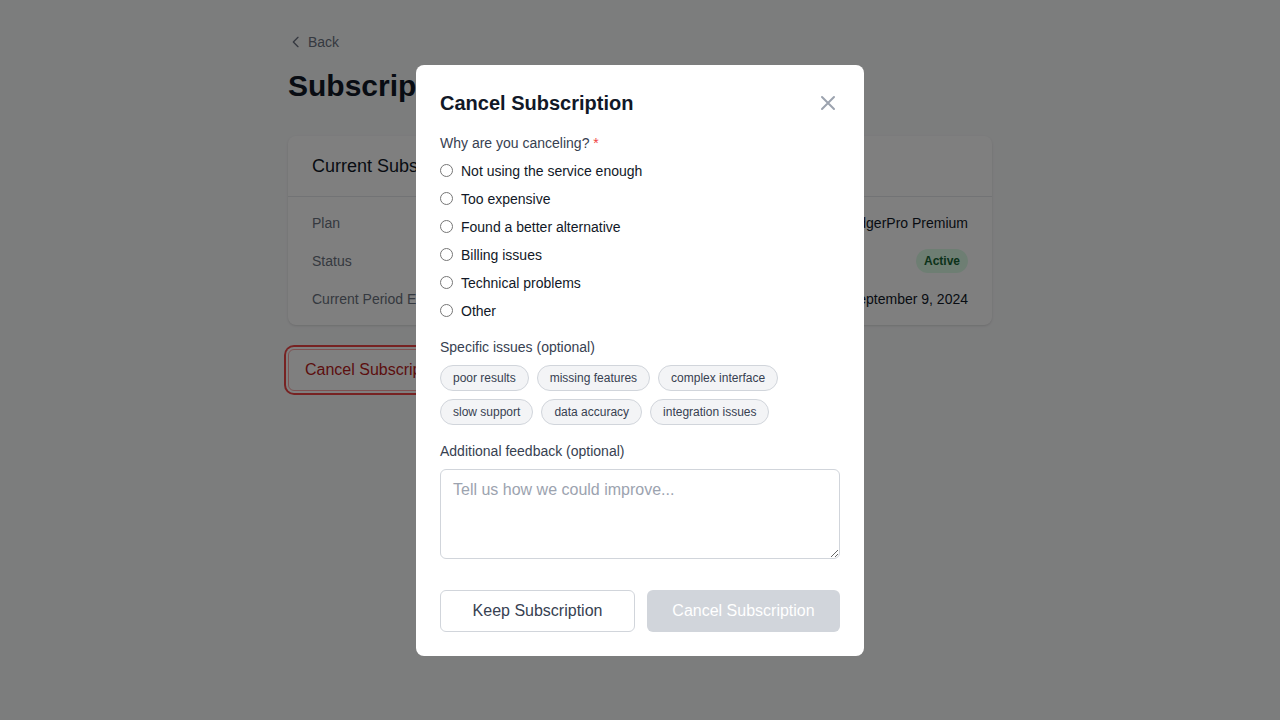 Back
Subscrip
Cancel Subscription
Why are you canceling? *
Not using the service enough
Too expensive
Found a better alternative
Billing issues
Technical problems
Other
Specific issues (optional)
poor results missing features complex interface
slow support data accuracy integration issues
Additional feedback (optional)
Tell us how we could improve...
Keep Subscription Cancel Subscription
Current Subs
Plan
dgerPro Premium
Status
Active
Current Period E
eptember 9, 2024
Cancel Subscrip